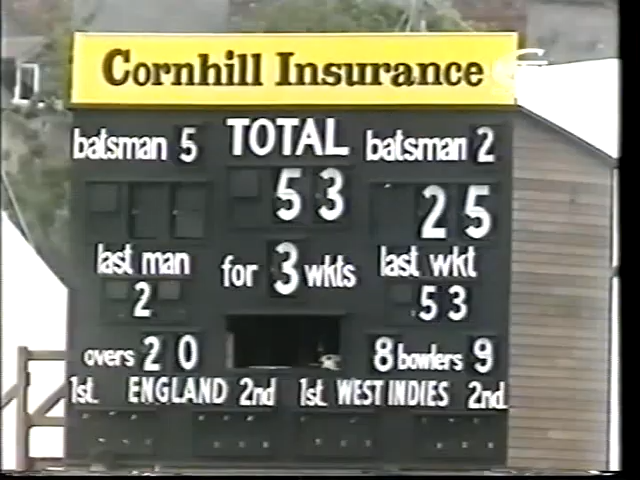 Cornhill Insurance
batsman 5 TOTAL batsman 2
53 25
last man for 3 wkts last wkt
2 53
overs 20 8 bowlers 9
1st. ENGLAND 2nd 1st. WEST INDIES 2nd.